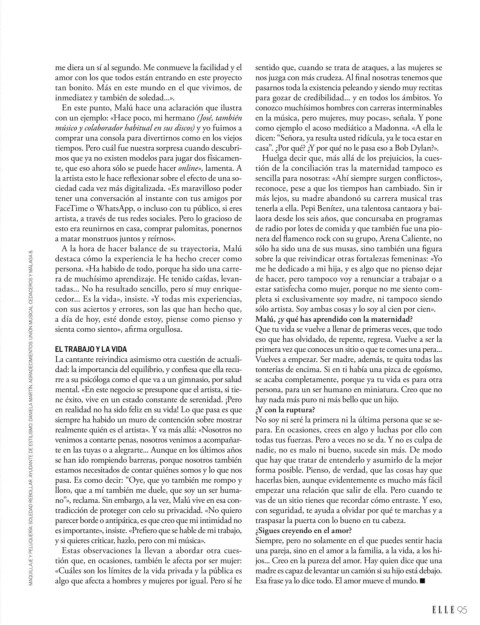 me diera un sí al segundo. Me conmueve la facilidad y el
amor con los que todos están entrando en este proyecto
tan bonito. Más en este mundo en el que vivimos, de
inmediatez y también de soledad...».
En este punto, Malú hace una aclaración que ilustra
con un ejemplo: «Hace poco, mi hermano (José, también
músico y colaborador habitual en sus discos) y yo fuimos a
comprar una consola para divertirnos como en los viejos
tiempos. Pero cuál fue nuestra sorpresa cuando descubri-
mos que ya no existen modelos para jugar dos físicamen-
te, que eso ahora sólo se puede hacer online», lamenta. A
la artista esto le hace reflexionar sobre el efecto de una so-
ciedad cada vez más digitalizada. «Es maravilloso poder
tener una conversación al instante con tus amigos por
FaceTime o WhatsApp, o incluso con tu público, si eres
artista, a través de tus redes sociales. Pero lo gracioso de
esto era reunirnos en casa, comprar palomitas, ponernos
a matar monstruos juntos y reírnos».
A la hora de hacer balance de su trayectoria, Malú
destaca cómo la experiencia le ha hecho crecer como
persona. «Ha habido de todo, porque ha sido una carre-
ra de muchísimo aprendizaje. He tenido caídas, levan-
tadas... No ha resultado sencillo, pero sí muy enrique-
cedor... Es la vida», insiste. «Y todas mis experiencias,
con sus aciertos y errores, son las que han hecho que,
a día de hoy, esté donde estoy, piense como pienso y
sienta como siento», afirma orgullosa.
EL TRABAJO Y LA VIDA
La cantante reivindica asimismo otra cuestión de actuali-
dad: la importancia del equilibrio, y confiesa que ella recu-
rre a su psicóloga como el que va a un gimnasio, por salud
mental. «En este negocio se presupone que el artista, si tie-
ne éxito, vive en un estado constante de serenidad. ¡Pero
en realidad no ha sido feliz en su vida! Lo que pasa es que
siempre ha habido un muro de contención sobre mostrar
realmente quién es el artista». Y va más allá: «Nosotros no
venimos a contarte penas, nosotros venimos a acompañar-
te en las tuyas o a alegrarte... Aunque en los últimos años
se han ido rompiendo barreras, porque nosotros también
estamos necesitados de contar quiénes somos y lo que nos
pasa. Es como decir: “Oye, que yo también me rompo y
lloro, que a mí también me duele, que soy un ser huma-
no”», reclama. Sin embargo, a la vez, Malú vive en esa con-
tradicción de proteger con celo su privacidad. «No quiero
parecer borde o antipática, es que creo que mi intimidad no
es importante», insiste. «Prefiero que se hable de mi trabajo,
y si quieres criticar, hazlo, pero con mi música».
Estas observaciones la llevan a abordar otra cues-
tión que, en ocasiones, también le afecta por ser mujer:
«Cuáles son los límites de la vida privada y la pública es
algo que afecta a hombres y mujeres por igual. Pero sí he
sentido que, cuando se trata de ataques, a las mujeres se
nos juzga con más crudeza. Al final nosotras tenemos que
pasarnos toda la existencia peleando y siendo muy rectitas
para gozar de credibilidad... y en todos los ámbitos. Yo
conozco muchísimos hombres con carreras interminables
en la música, pero mujeres, muy pocas», señala. Y pone
como ejemplo el acoso mediático a Madonna. «A ella le
dicen: “Señora, ya resulta usted ridícula, ya le toca estar en
casa”. ¿Por qué? ¿Y por qué no le pasa eso a Bob Dylan?».
Huelga decir que, más allá de los prejuicios, la cues-
tión de la conciliación tras la maternidad tampoco es
sencilla para nosotras: «Ahí siempre surgen conflictos»,
reconoce, pese a que los tiempos han cambiado. Sin ir
más lejos, su madre abandonó su carrera musical tras
tenerla a ella. Pepi Benítez, una talentosa cantaora y bai-
laora desde los seis años, que concursaba en programas
de radio por lotes de comida y que también fue una pio-
nera del flamenco rock con su grupo, Arena Caliente, no
sólo ha sido una de sus musas, sino también una figura
sobre la que reivindicar otras fortalezas femeninas: «Yo
me he dedicado a mi hija, y es algo que no pienso dejar
de hacer, pero tampoco voy a renunciar a trabajar o a
estar satisfecha como mujer, porque no me siento com-
pleta si exclusivamente soy madre, ni tampoco siendo
sólo artista. Soy ambas cosas y lo soy al cien por cien».
Malú, ¿y qué has aprendido con la maternidad?
Que tu vida se vuelve a llenar de primeras veces, que todo
eso que has olvidado, de repente, regresa. Vuelve a ser la
primera vez que conoces un sitio o que te comes una pera...
Vuelves a empezar. Ser madre, además, te quita todas las
tonterías de encima. Si en ti había una pizca de egoísmo,
se acaba completamente, porque ya tu vida es para otra
persona, para un ser humano en miniatura. Creo que no
hay nada más puro ni más bello que un hijo.
¿Y con la ruptura?
No soy ni seré la primera ni la última persona que se se-
para. En ocasiones, crees en algo y luchas por ello con
todas tus fuerzas. Pero a veces no se da. Y no es culpa de
nadie, no es malo ni bueno, sucede sin más. De modo
que hay que tratar de entenderlo y asumirlo de la mejor
forma posible. Pienso, de verdad, que las cosas hay que
hacerlas bien, aunque evidentemente es mucho más fácil
empezar una relación que salir de ella. Pero cuando te
vas de un sitio tienes que recordar cómo entraste. Y eso,
con seguridad, te ayuda a olvidar por qué te marchas y a
traspasar la puerta con lo bueno en tu cabeza.
¿Sigues creyendo en el amor?
Siempre, pero no solamente en el que puedes sentir hacia
una pareja, sino en el amor a la familia, a la vida, a los hi-
jos... Creo en la pureza del amor. Hay quien dice que una
madre es capaz de levantar un camión si su hijo está debajo.
Esa frase ya lo dice todo. El amor mueve el mundo. ■
MAQUILLAJE Y PELUQUERÍA: SOLEDAD REBOLLAR. AYUDANTE DE ESTILISMO: DANIELA MARTÍN. AGRADECIMIENTOS: UNIÓN MUSICAL CEDACEROS Y MÁLAGA 8.
ELLE 95